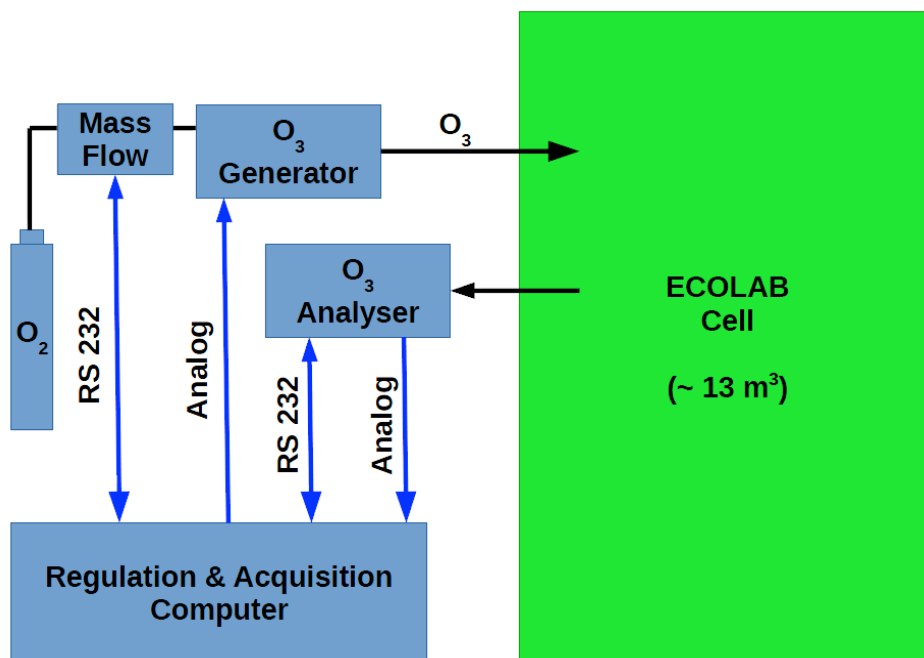 Mass
Flow
O₃
Generator
O₃
O₃
Analyser
ECOLAB
Cell
(~ 13 m³)
O₂
RS 232
Analog
RS 232
Analog
Regulation & Acquisition
Computer